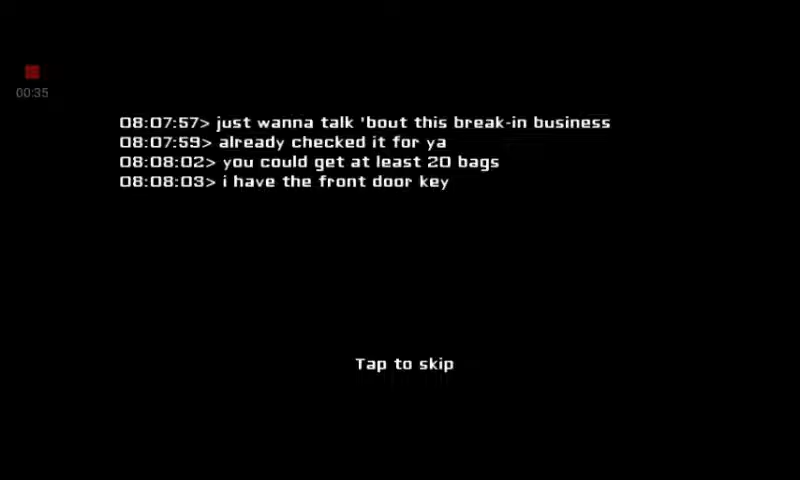 00:35
08:07:57> just wanna talk 'bout this break-in business
08:07:59> already checked it for ya
08:08:02> you could get at least 20 bags
08:08:03> i have the front door key
Tap to skip